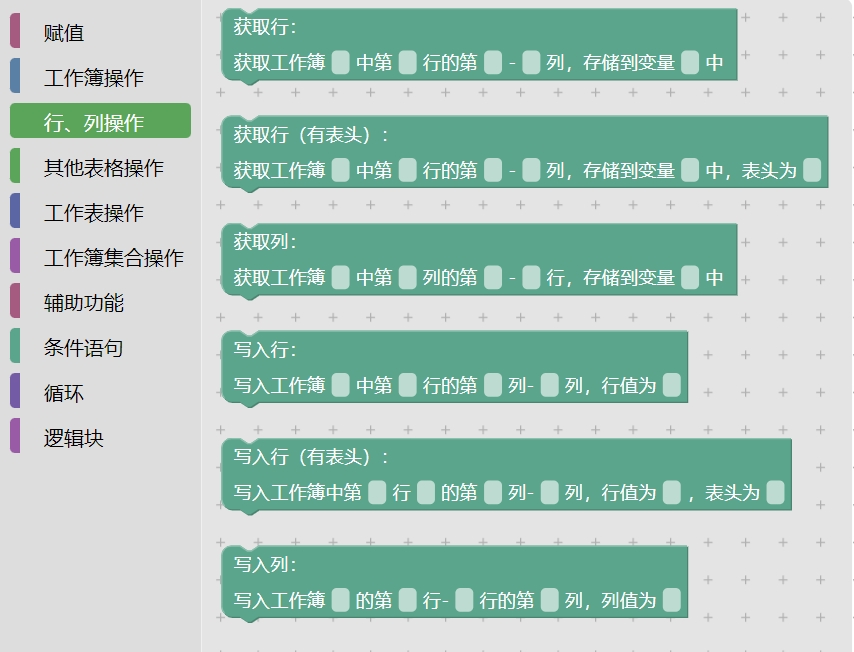 赋值
工作簿操作
行、列操作
其他表格操作
工作表操作
工作簿集合操作
辅助功能
条件语句
循环
逻辑块
获取行：
获取工作簿 中第 行的第 - 列，存储到变量 中
获取行（有表头）：
获取工作簿 中第 行的第 - 列，存储到变量 中，表头为
获取列：
获取工作簿 中第 列的第 - 行，存储到变量 中
写入行：
写入工作簿 中第 行的第 列- 列，行值为
写入行（有表头）：
写入工作簿中第 行 的第 列- 列，行值为 ，表头为
写入列：
写入工作簿 的第 行- 行的第 列，列值为